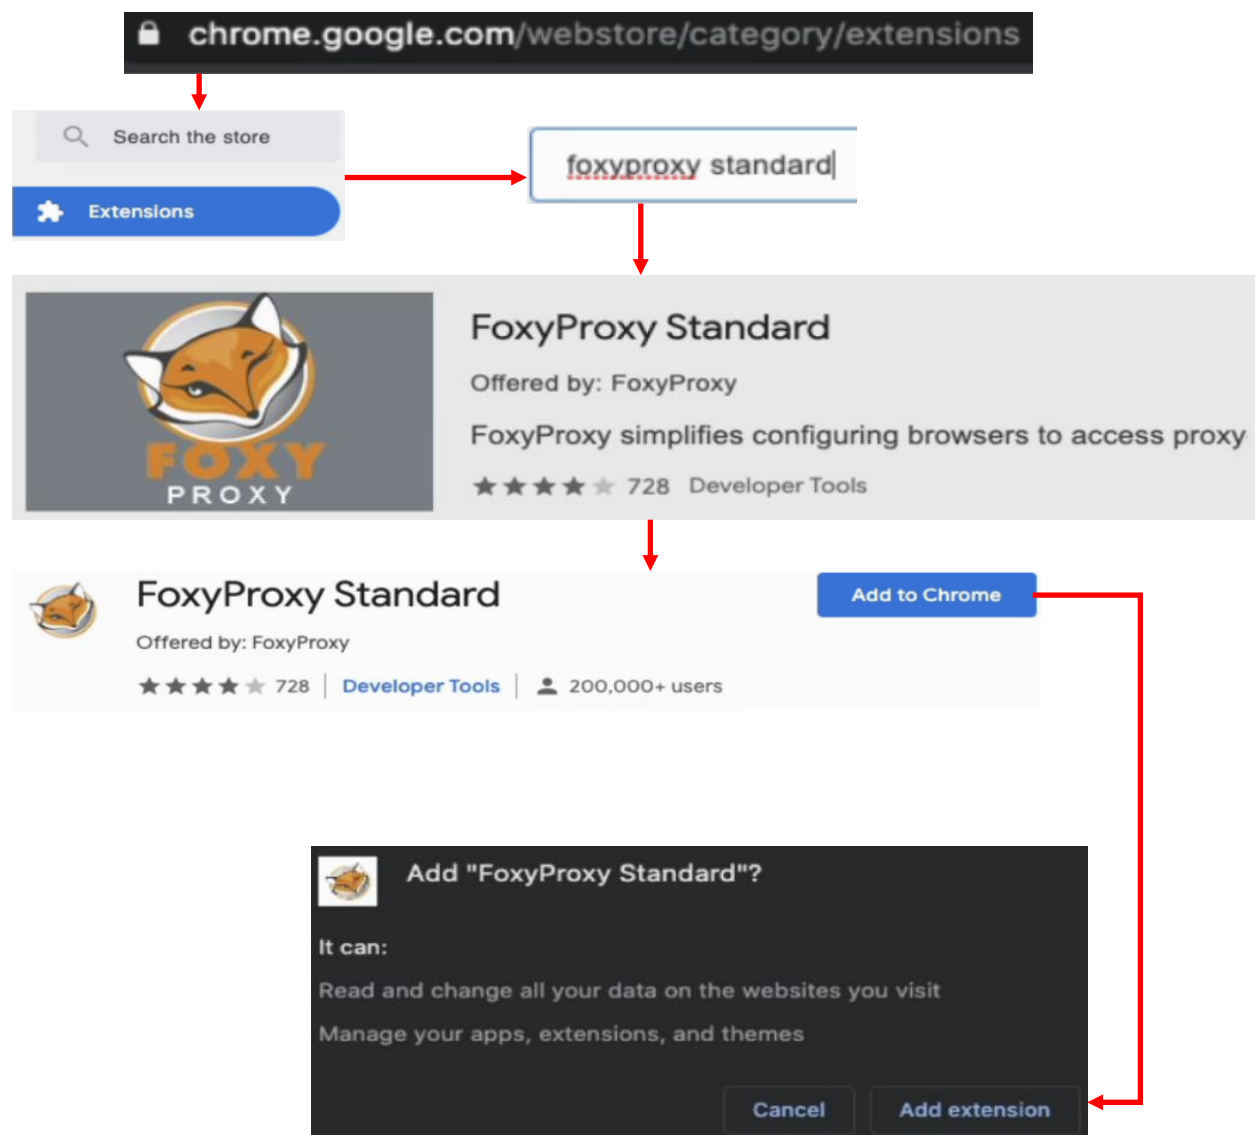 chrome.google.com/webstore/category/extensions
Search the store
Extensions
foxyproxy standard
FOXY
PROXY
FoxyProxy Standard
Offered by: FoxyProxy
FoxyProxy simplifies configuring browsers to access proxy
728 Developer Tools
FoxyProxy Standard
Add to Chrome
Offered by: FoxyProxy
728 | Developer Tools | 200,000+ users
Add "FoxyProxy Standard"?
It can:
Read and change all your data on the websites you visit
Manage your apps, extensions, and themes
Cancel
Add extension